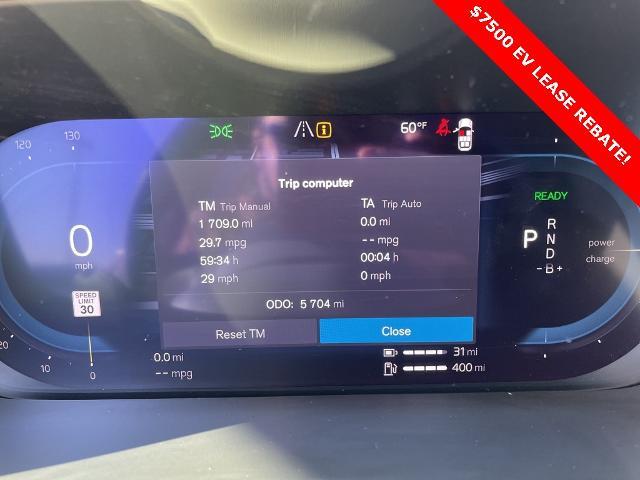 $7500 EV LEASE REBATE!
120
130
60°F
Trip computer
TM Trip Manual
1 709.0 mi
29.7 mpg
59:34 h
29 mph
TA Trip Auto
0.0 mi
-- mpg
00:04 h
0 mph
ODO: 5 704 mi
Reset TM
Close
0
mph
SPEED
LIMIT
30
READY
P
R
N
D
-B+
power
charge
20
10
0
0.0 mi
-- mpg
31 mi
400 mi